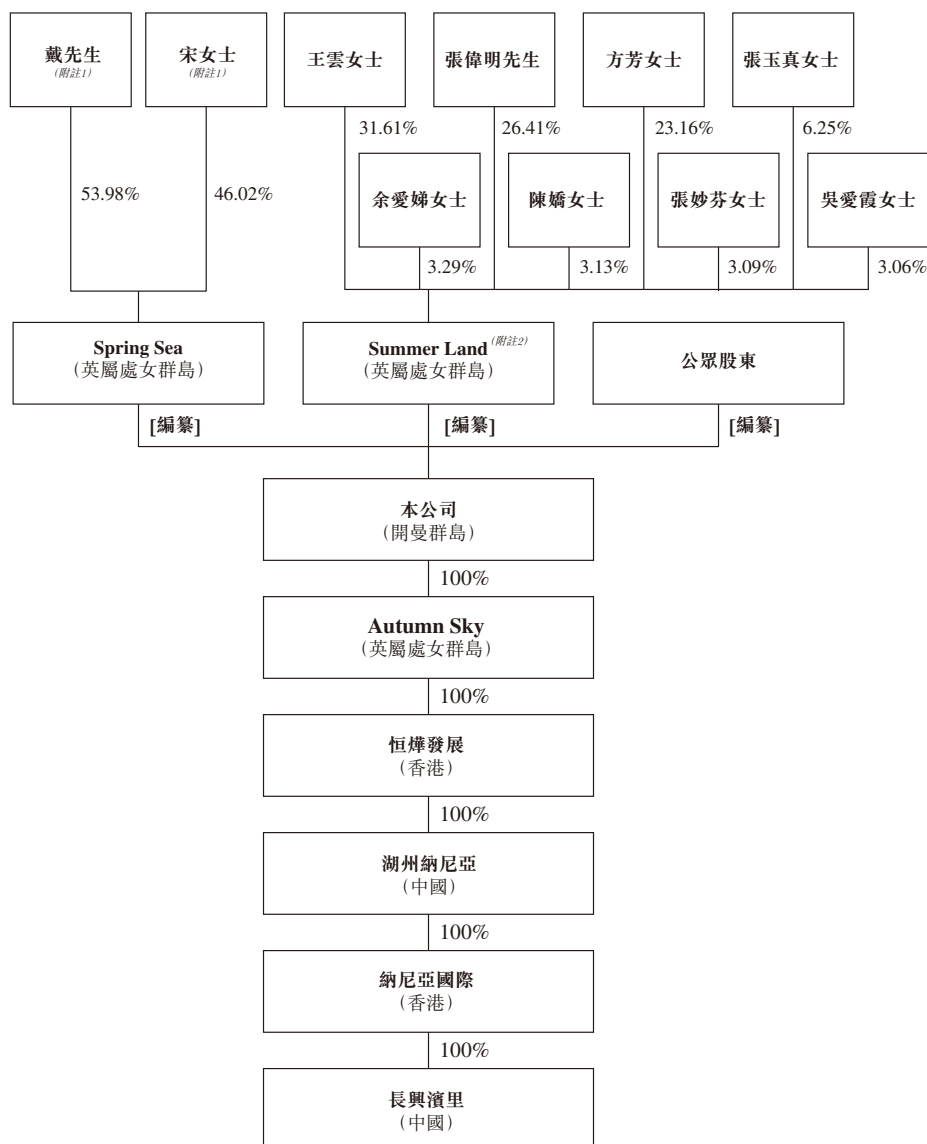 戴先生
(附註1)
宋女士
(附註1)
王雲女士
張偉明先生
方芳女士
張玉真女士
31.61%
26.41%
23.16%
6.25%
53.98%
46.02%
余愛娣女士
陳嬌女士
張妙芬女士
吳愛霞女士
3.29%
3.13%
3.09%
3.06%
Spring Sea
(英屬處女群島)
Summer Land (附註2)
(英屬處女群島)
公眾股東
[編纂]
[編纂]
[編纂]
本公司
(開曼群島)
100%
Autumn Sky
(英屬處女群島)
100%
恒燁發展
(香港)
100%
湖州納尼亞
(中國)
100%
納尼亞國際
(香港)
100%
長興濱里
(中國)